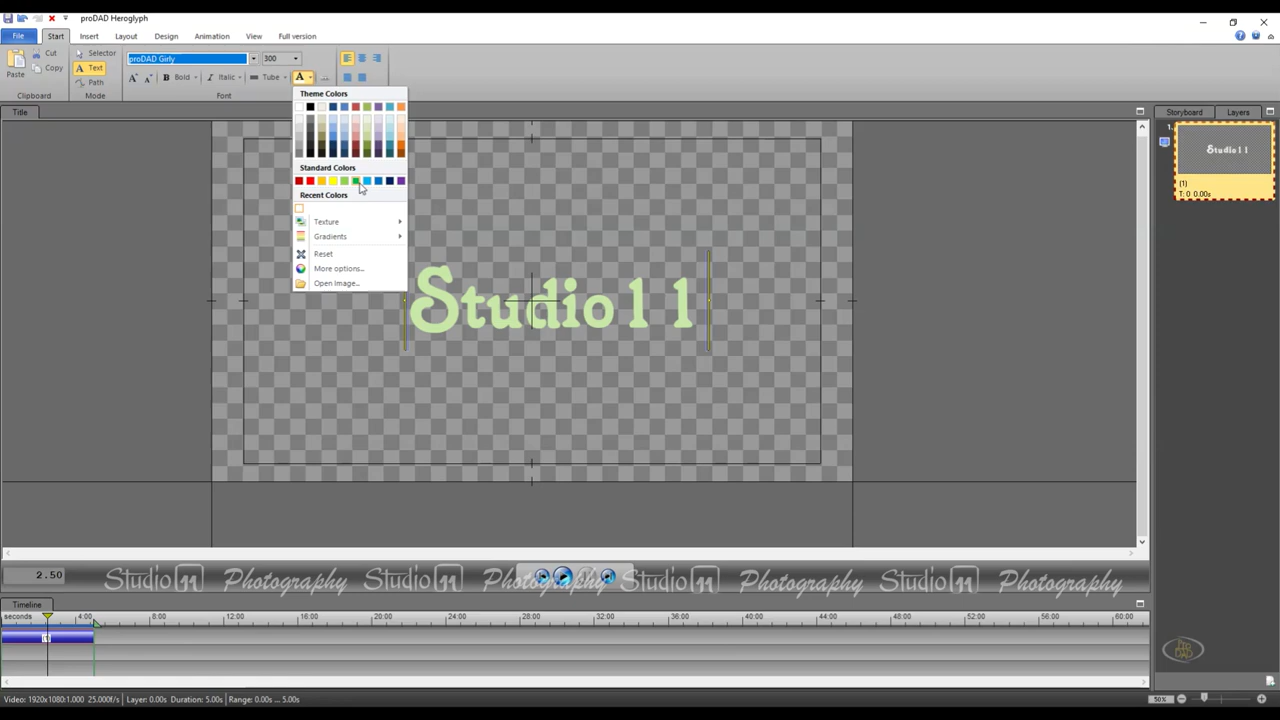 proDAD Heroglyph
File Start Insert Layout Design Animation View Full version
Paste
Cut
Copy
Clipboard
Selector
Text
Path
Mode
proDAD Girly 300
A A B Bold I Italic Tube A
Font
Theme Colors
Standard Colors
Recent Colors
Texture
Gradients
Reset
More options...
Open Image...
Title
Storyboard Layers
1
Studio11
(1)
T: 0 0.00s
Studio11
2.50
Studio 11 Photography Studio 11 Photography Studio 11 Photography Studio 11 Photography
Timeline
seconds 4:00 8:00 12:00 16:00 20:00 24:00 28:00 32:00 36:00 40:00 44:00 48:00 52:00 56:00 60:00
Video: 1920x1080:1.000 25.000f/s Layer: 0.00s Duration: 5.00s Range: 0.00s ... 5.00s
50%